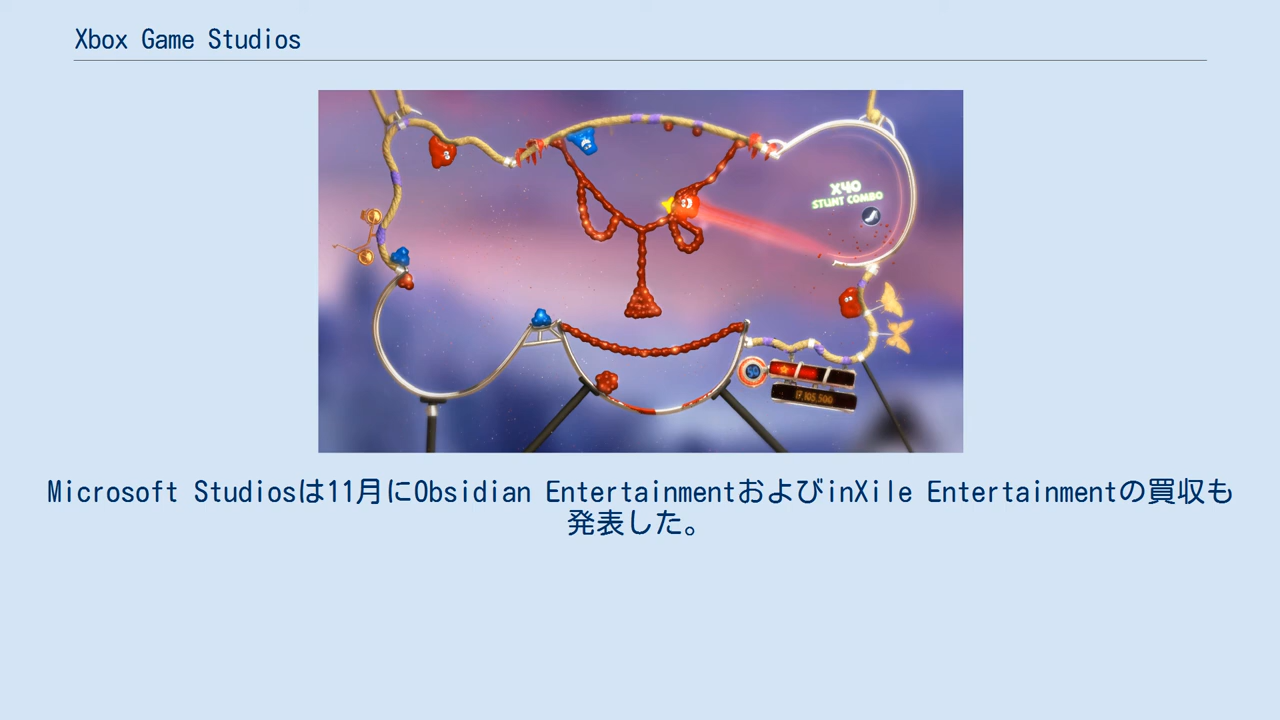 Xbox Game Studios
X40
STUNT COMBO
17,105,500
Microsoft Studiosは11月にObsidian EntertainmentおよびinXile Entertainmentの買収も
発表した。